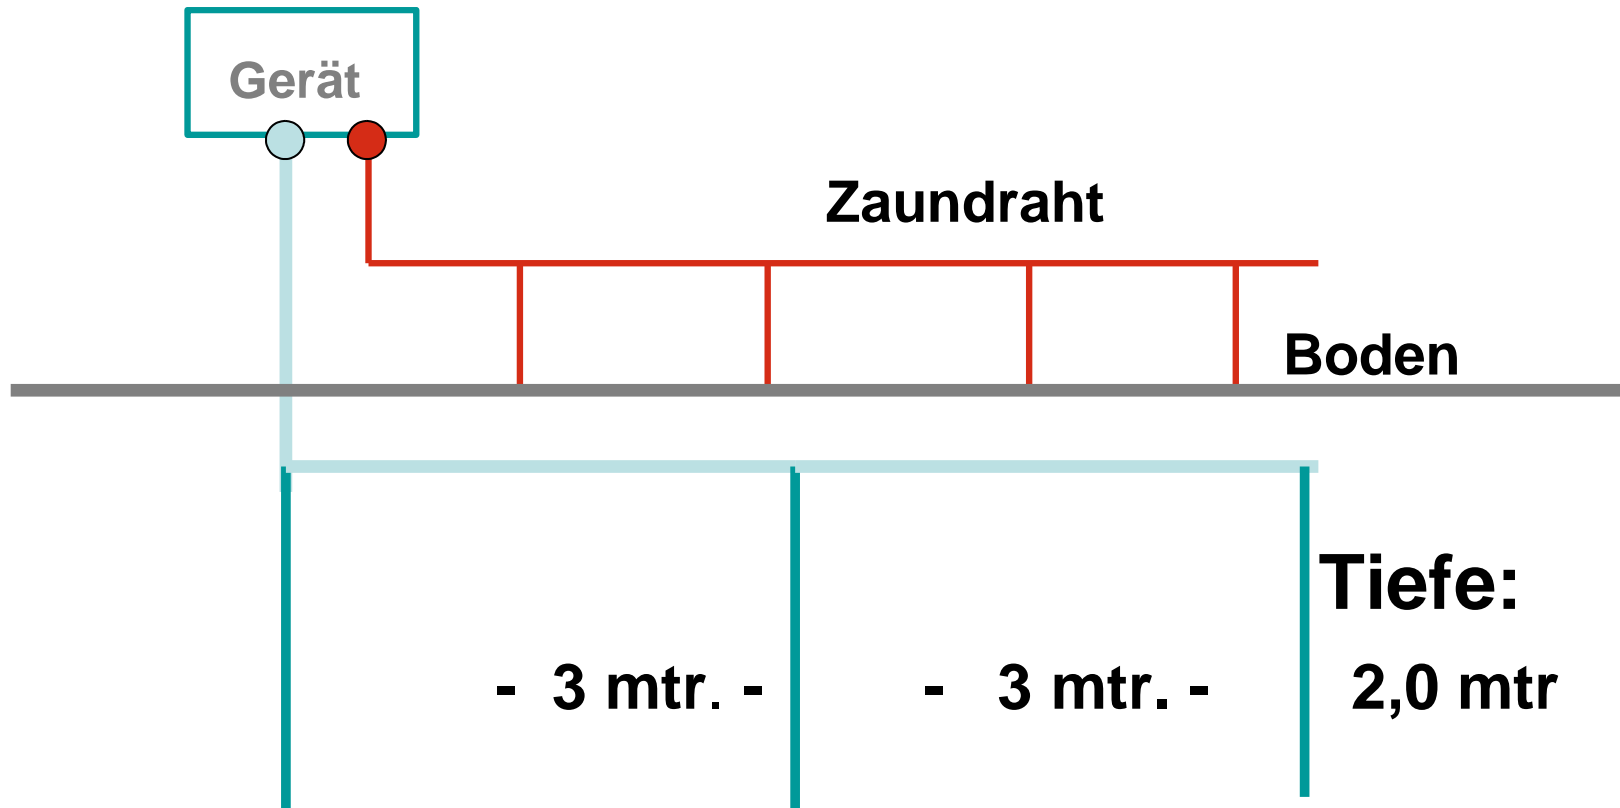 Gerät
Zaundraht
Boden
Tiefe:
- 3 mtr. - - 3 mtr. - 2,0 mtr